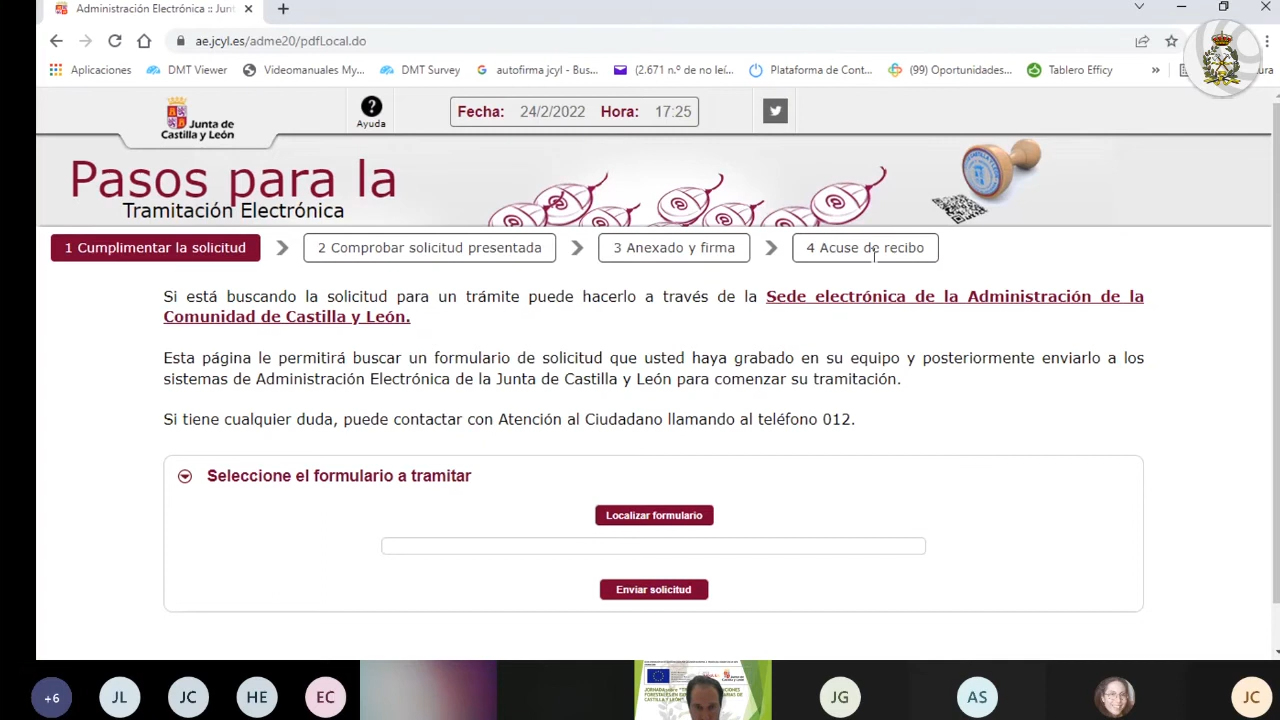 Administración Electrónica :: Junt
ae.jcyl.es/adme20/pdfLocal.do
Aplicaciones
DMT Viewer
Videomanuales My...
DMT Survey
autofirma jcyl - Bus...
(2.671 n.º de no leí...
Plataforma de Cont...
(99) Oportunidades...
Tablero Efficy
»
Junta de
Castilla y León
Ayuda
Fecha: 24/2/2022 Hora: 17:25
Pasos para la
Tramitación Electrónica
1 Cumplimentar la solicitud
2 Comprobar solicitud presentada
3 Anexado y firma
4 Acuse de recibo
Si está buscando la solicitud para un trámite puede hacerlo a través de la Sede electrónica de la Administración de la
Comunidad de Castilla y León.
Esta página le permitirá buscar un formulario de solicitud que usted haya grabado en su equipo y posteriormente enviarlo a los
sistemas de Administración Electrónica de la Junta de Castilla y León para comenzar su tramitación.
Si tiene cualquier duda, puede contactar con Atención al Ciudadano llamando al teléfono 012.
Seleccione el formulario a tramitar
Localizar formulario
Enviar solicitud
+6
JL
JC
HE
EC
JG
AS
JC